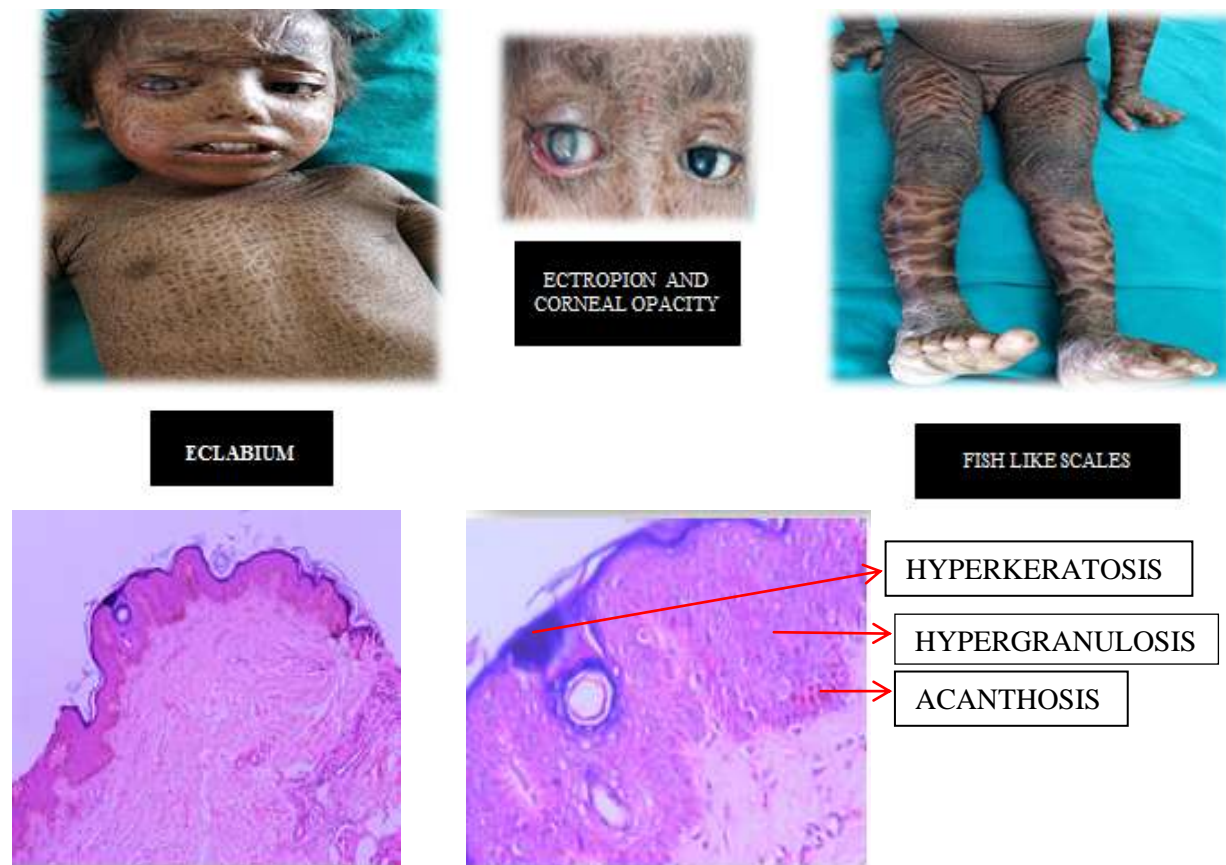 ECTROPION AND
CORNEAL OPACITY
ECLABIUM
FISH LIKE SCALES
HYPERKERATOSIS
HYPERGRANULOSIS
ACANTHOSIS